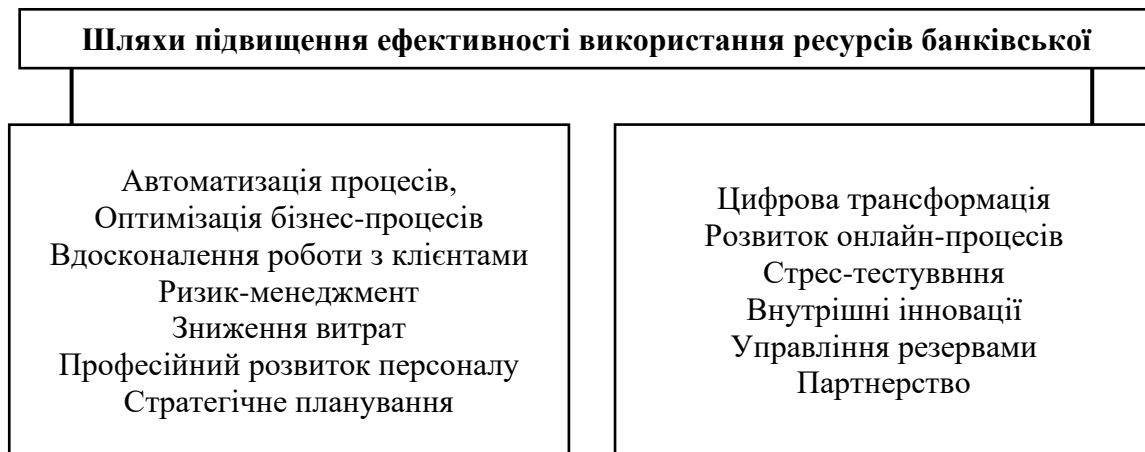 Шляхи підвищення ефективності використання ресурсів банківської
Автоматизація процесів,
Оптимізація бізнес-процесів
Вдосконалення роботи з клієнтами
Ризик-менеджмент
Зниження витрат
Професійний розвиток персоналу
Стратегічне планування
Цифрова трансформація
Розвиток онлайн-процесів
Стрес-тестуввння
Внутрішні інновації
Управління резервами
Партнерство